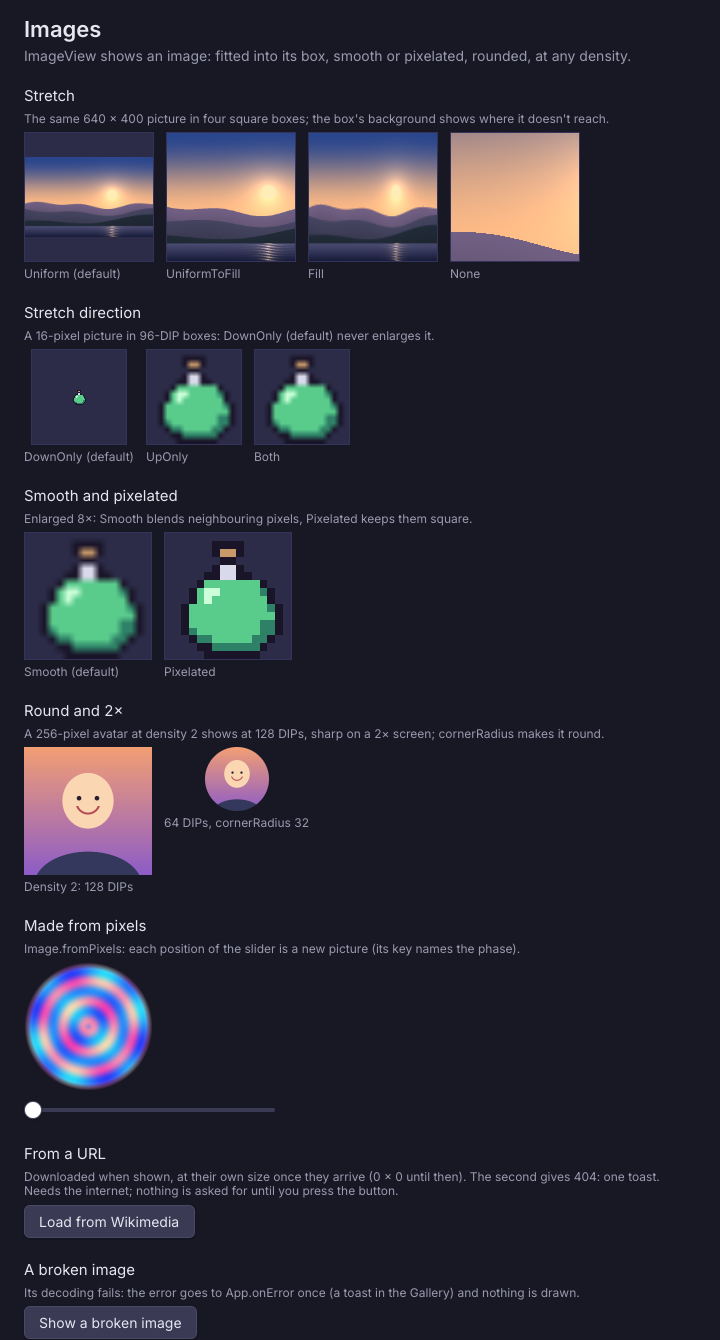 Images
ImageView shows an image: fitted into its box, smooth or pixelated, rounded, at any density.
Stretch
The same 640 × 400 picture in four square boxes; the box's background shows where it doesn't reach.
Uniform (default)
UniformToFill
Fill
None
Stretch direction
A 16-pixel picture in 96-DIP boxes: DownOnly (default) never enlarges it.
DownOnly (default)
UpOnly
Both
Smooth and pixelated
Enlarged 8×: Smooth blends neighbouring pixels, Pixelated keeps them square.
Smooth (default)
Pixelated
Round and 2×
A 256-pixel avatar at density 2 shows at 128 DIPs, sharp on a 2× screen; cornerRadius makes it round.
64 DIPs, cornerRadius 32
Density 2: 128 DIPs
Made from pixels
Image.fromPixels: each position of the slider is a new picture (its key names the phase).
From a URL
Downloaded when shown, at their own size once they arrive (0 × 0 until then). The second gives 404: one toast.
Needs the internet; nothing is asked for until you press the button.
Load from Wikimedia
A broken image
Its decoding fails: the error goes to App.onError once (a toast in the Gallery) and nothing is drawn.
Show a broken image